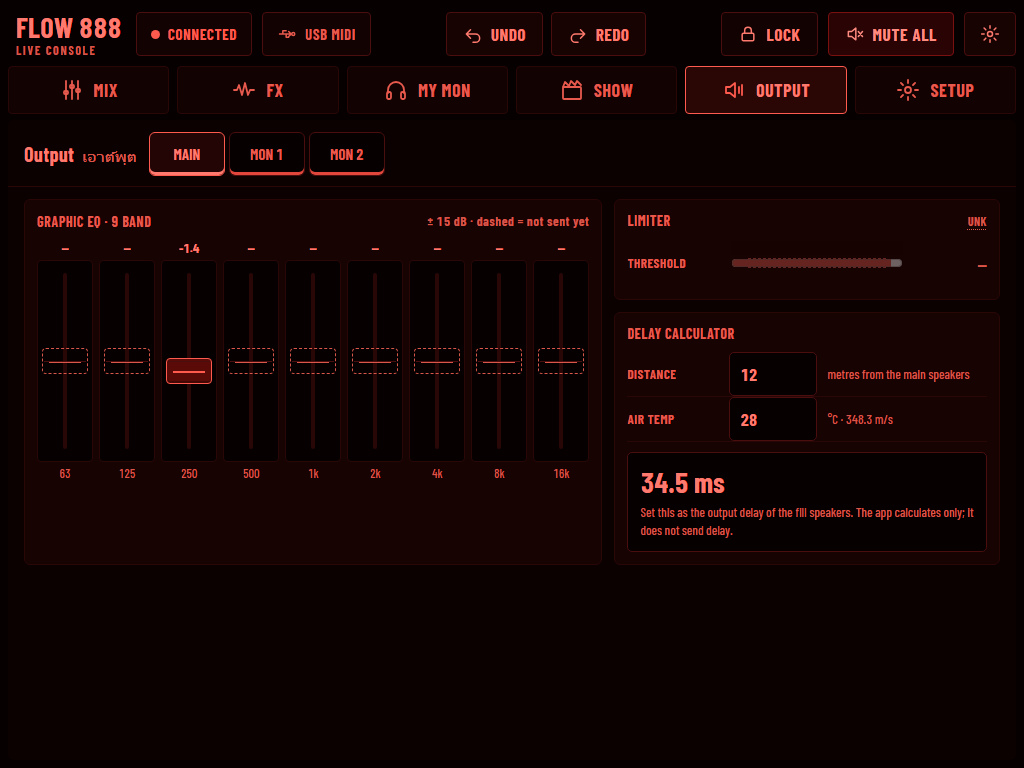 FLOW 888
LIVE CONSOLE
CONNECTED
USB MIDI
UNDO
REDO
LOCK
MUTE ALL
MIX
FX
MY MON
SHOW
OUTPUT
SETUP
Output เอาต์พุต
MAIN
MON 1
MON 2
GRAPHIC EQ · 9 BAND
± 15 dB · dashed = not sent yet
– – -1.4 – – – – – –
63 125 250 500 1k 2k 4k 8k 16k
LIMITER
UNK
THRESHOLD
–
DELAY CALCULATOR
DISTANCE
12
metres from the main speakers
AIR TEMP
28
°C · 348.3 m/s
34.5 ms
Set this as the output delay of the fill speakers. The app calculates only; it
does not send delay.